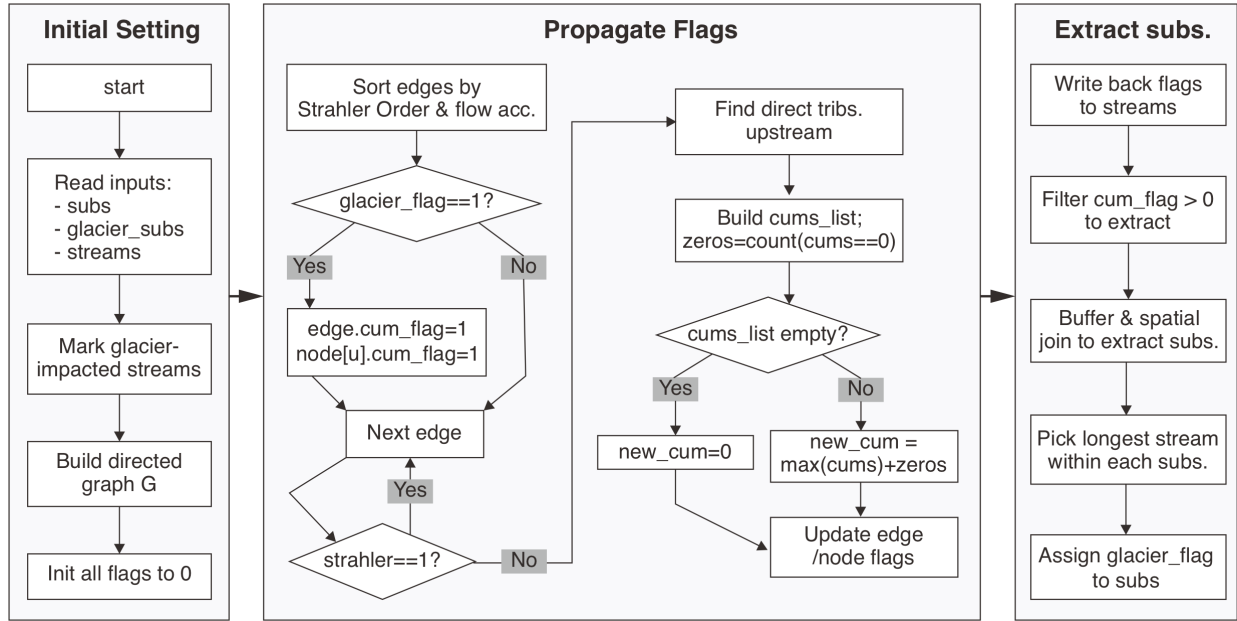 Initial Setting
start
Read inputs:
- subs
- glacier_subs
- streams
Mark glacier-
impacted streams
Build directed
graph G
Init all flags to 0
Propagate Flags
Sort edges by
Strahler Order & flow acc.
glacier_flag==1?
Yes
No
edge.cum_flag=1
node[u].cum_flag=1
Next edge
Yes
strahler==1?
No
Find direct tribs.
upstream
Build cums_list;
zeros=count(cums==0)
cums_list empty?
Yes
No
new_cum=0
new_cum =
max(cums)+zeros
Update edge
/node flags
Extract subs.
Write back flags
to streams
Filter cum_flag > 0
to extract
Buffer & spatial
join to extract subs.
Pick longest stream
within each subs.
Assign glacier_flag
to subs